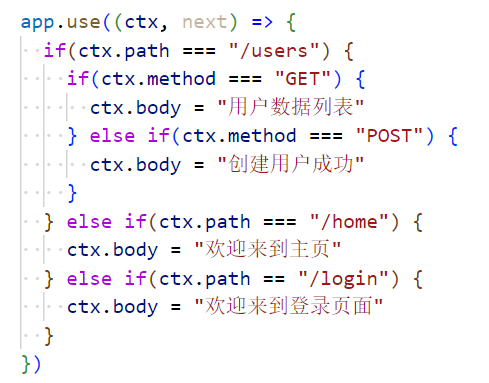 app.use((ctx, next) => {
  if(ctx.path === "/users") {
    if(ctx.method === "GET") {
      ctx.body = "用户数据列表"
    } else if(ctx.method === "POST") {
      ctx.body = "创建用户成功"
    }
  } else if(ctx.path === "/home") {
    ctx.body = "欢迎来到主页"
  } else if(ctx.path == "/login") {
    ctx.body = "欢迎来到登录页面"
  }
})